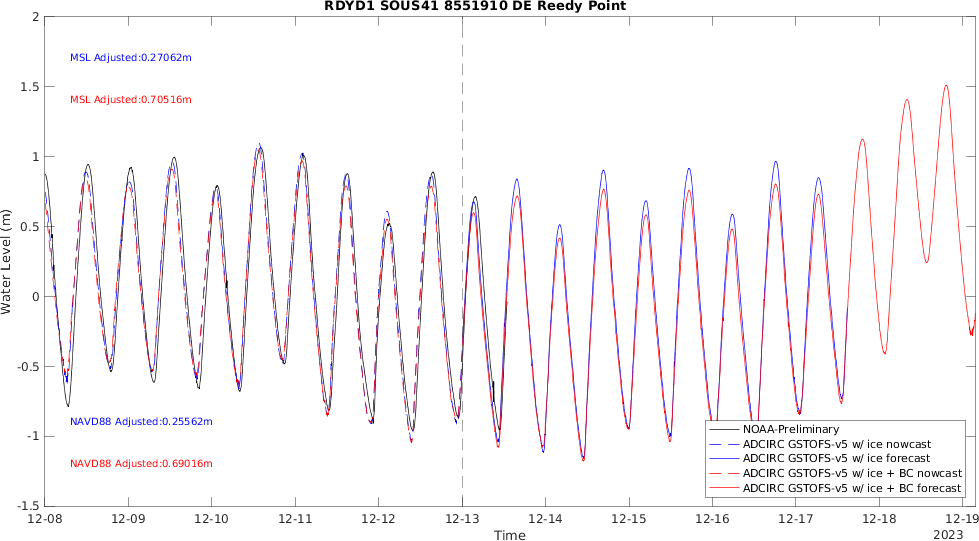 RDYD1 SOUS41 8551910 DE Reedy Point
2
1.5
1
0.5
0
-0.5
-1
-1.5
Water Level (m)
MSL Adjusted:0.27062m
MSL Adjusted:0.70516m
NAVD88 Adjusted:0.25562m
NAVD88 Adjusted:0.69016m
NOAA-Preliminary
ADCIRC GSTOFS-v5 w/ ice nowcast
ADCIRC GSTOFS-v5 w/ ice forecast
ADCIRC GSTOFS-v5 w/ ice + BC nowcast
ADCIRC GSTOFS-v5 w/ ice + BC forecast
12-08 12-09 12-10 12-11 12-12 12-13 12-14 12-15 12-16 12-17 12-18 12-19
Time
2023